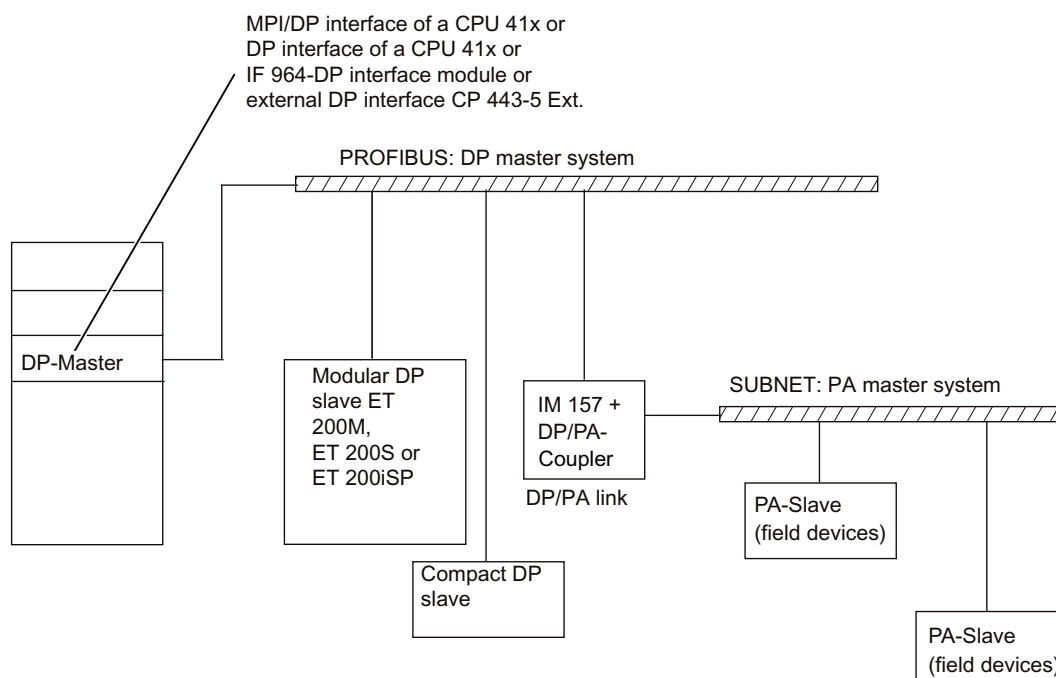 MPI/DP interface of a CPU 41x or
DP interface of a CPU 41x or
IF 964-DP interface module or
external DP interface CP 443-5 Ext.
PROFIBUS: DP master system
DP-Master
Modular DP
slave ET
200M,
ET 200S or
ET 200iSP
IM 157 +
DP/PA-
Coupler
DP/PA link
SUBNET: PA master system
PA-Slave
(field devices)
Compact DP
slave
PA-Slave
(field devices)